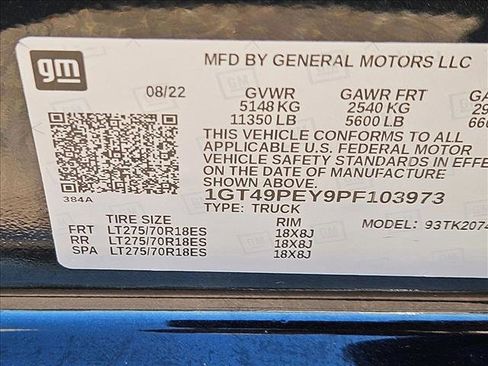 gm
MFD BY GENERAL MOTORS LLC
08/22 GVWR GAWR FRT
5148 KG 2540 KG
11350 LB 5600 LB
THIS VEHICLE CONFORMS TO ALL
APPLICABLE U.S. FEDERAL MOTOR
VEHICLE SAFETY STANDARDS IN
ON THE DATE OF MANUFACTURE
SHOWN ABOVE.
384A 1GT49PEY9PF103973
TYPE: TRUCK
TIRE SIZE RIM MODEL: 93TK2074
FRT LT275/70R18ES 18X8J
RR LT275/70R18ES 18X8J
SPA LT275/70R18ES 18X8J